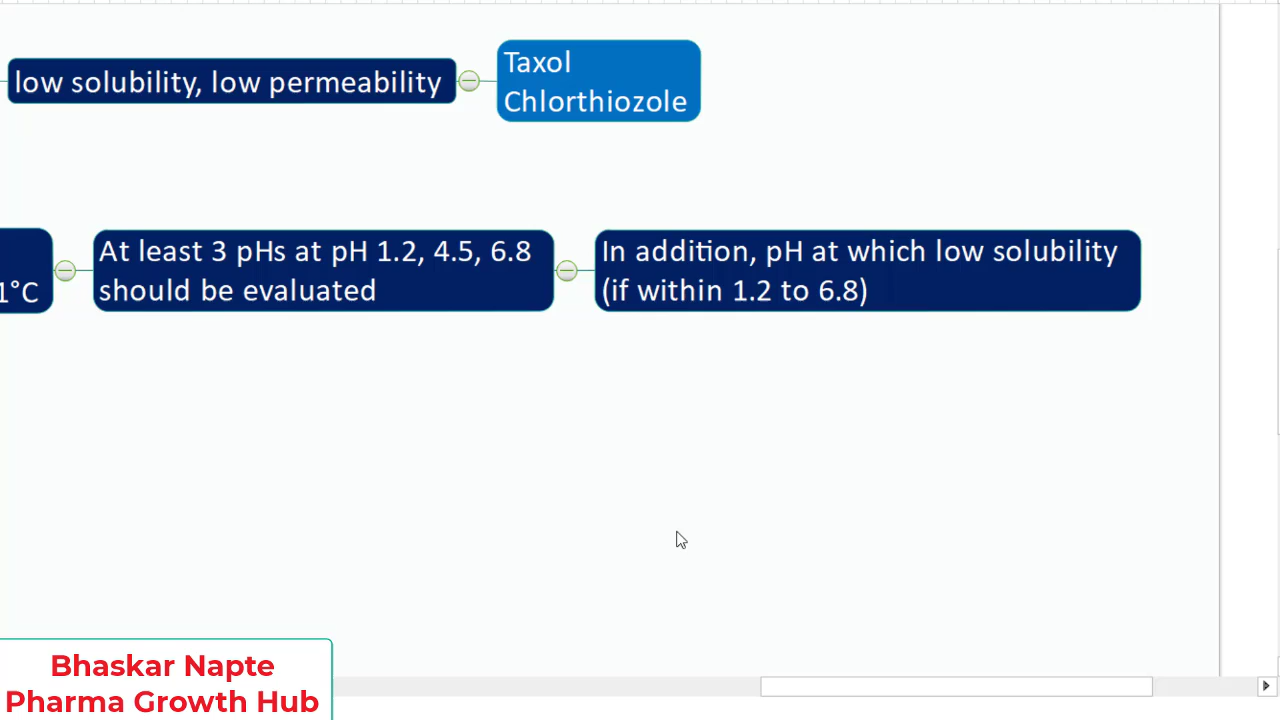 low solubility, low permeability
Taxol
Chlorthiozole
1°C
At least 3 pHs at pH 1.2, 4.5, 6.8
should be evaluated
In addition, pH at which low solubility
(if within 1.2 to 6.8)
Bhaskar Napte
Pharma Growth Hub